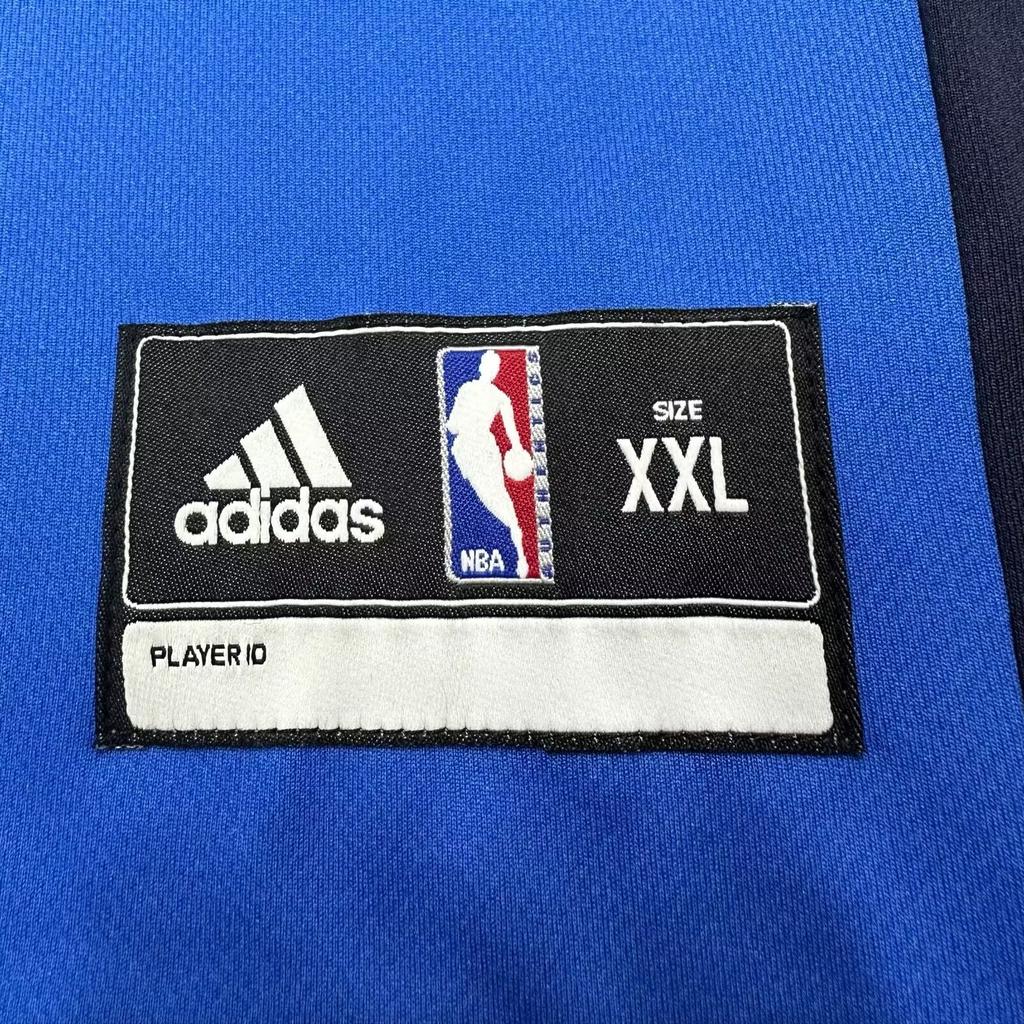 adidas
NBA
AUTHENTICS
SIZE
XXL
PLAYER ID